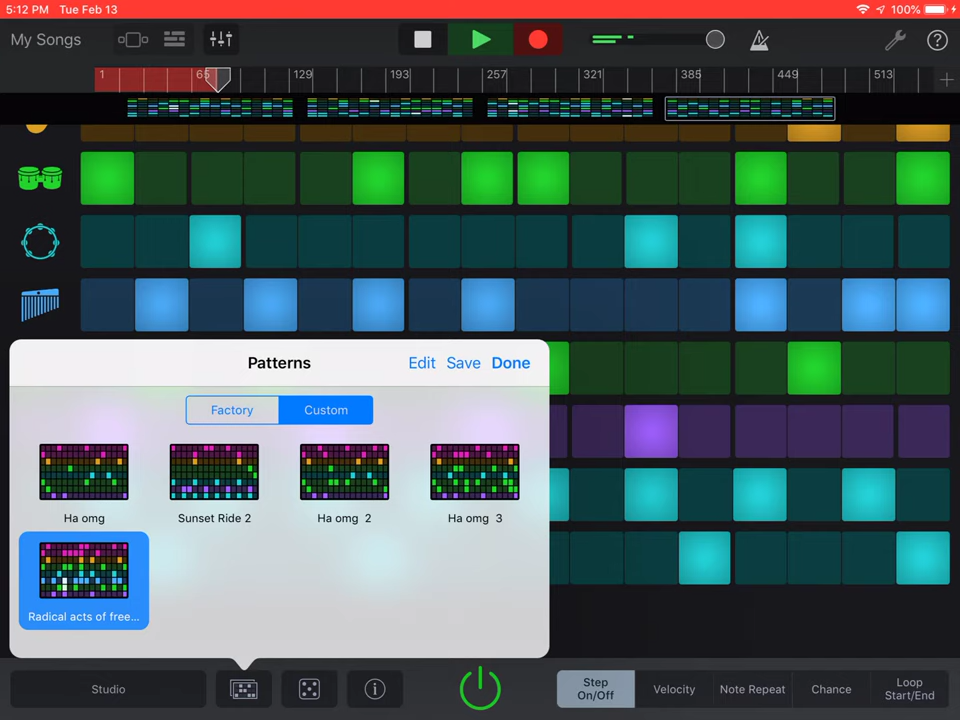 5:12 PM Tue Feb 13 100%
My Songs
1 65 129 193 257 321 385 449 513
Patterns Edit Save Done
Factory Custom
Ha omg Sunset Ride 2 Ha omg 2 Ha omg 3
Radical acts of free...
Studio
Step On/Off
Velocity
Note Repeat
Chance
Loop Start/End